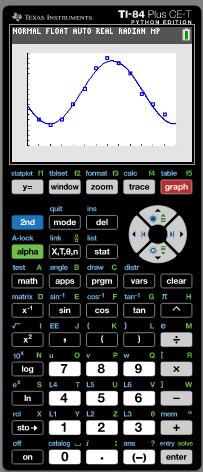 TEXAS INSTRUMENTS TI-84 Plus CE-T
PYTHON EDITION
NORMAL FLOAT AUTO REAL RADIAN MP
statplot f1 tblset f2 format f3 calc f4 table f5
y= window zoom trace graph
quit ins
2nd mode del
A-lock link list
alpha X,T,θ,n stat
test A angle B draw C distr
math apps prgm vars clear
matrix D sin⁻¹ E cos⁻¹ F tan⁻¹ G π H
x⁻¹ sin cos tan ^
√ I EE J { K } L e M
x² , ( ) ÷
10ˣ N u O v P w Q [ R
log 7 8 9 ×
eˣ S L4 T L5 U L6 V ] W
ln 4 5 6 −
rcl X L1 Y L2 Z L3 θ mem "
sto→ 1 2 3 +
off catalog ␣ i : ans ? entry solve
on 0 . (−) enter